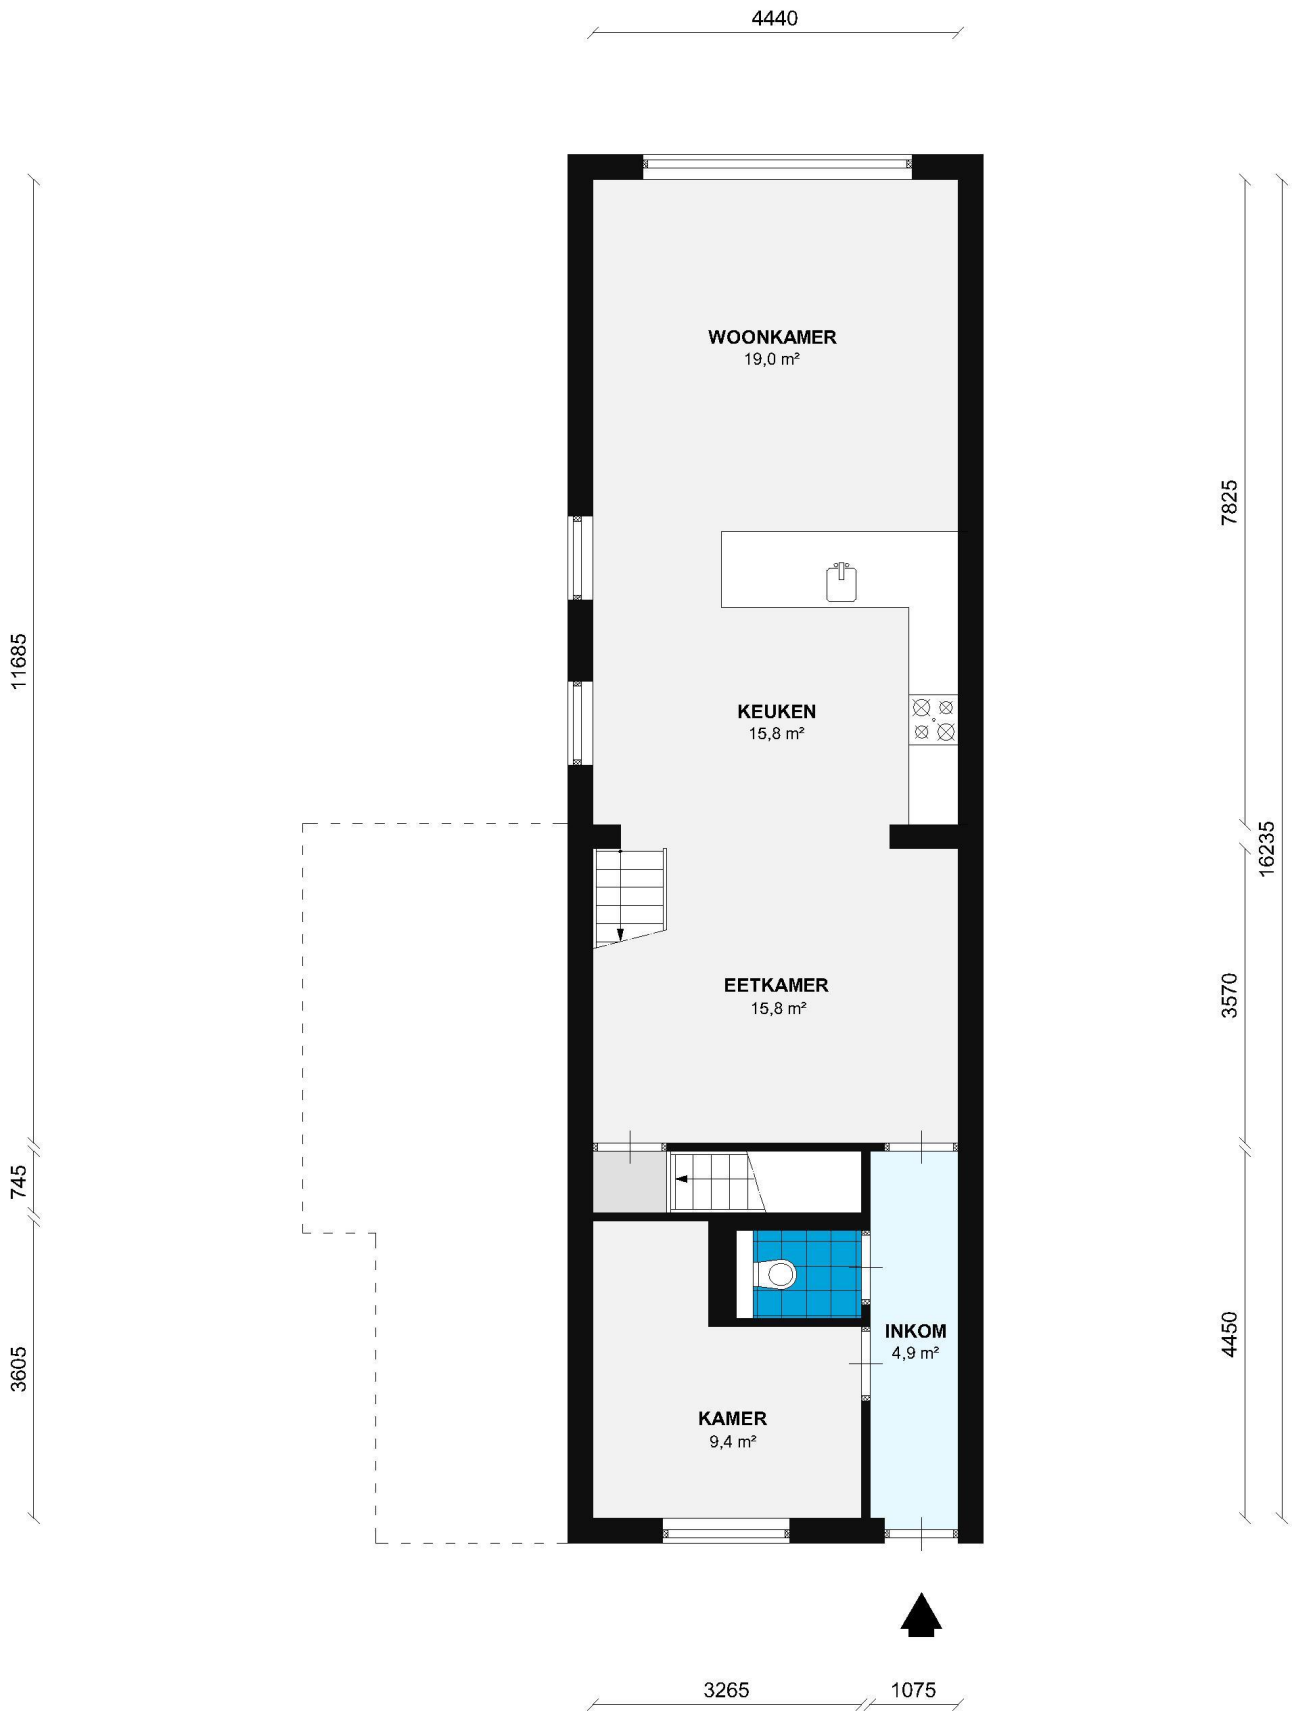 4440
WOONKAMER
19,0 m²
7825
11685
KEUKEN
15,8 m²
16235
EETKAMER
15,8 m²
3570
745
INKOM
4,9 m²
4450
3605
KAMER
9,4 m²
3265
1075